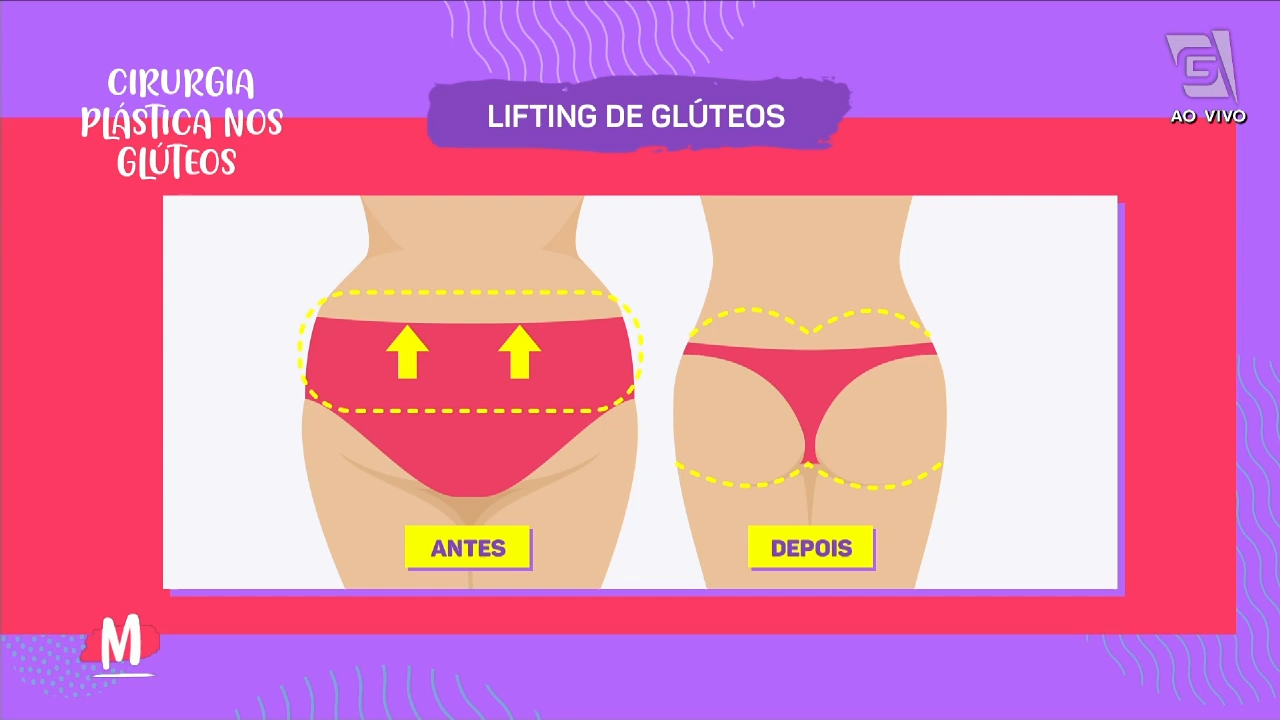 CIRURGIA
PLÁSTICA NOS
GLÚTEOS
LIFTING DE GLÚTEOS
AO VIVO
ANTES
DEPOIS
M